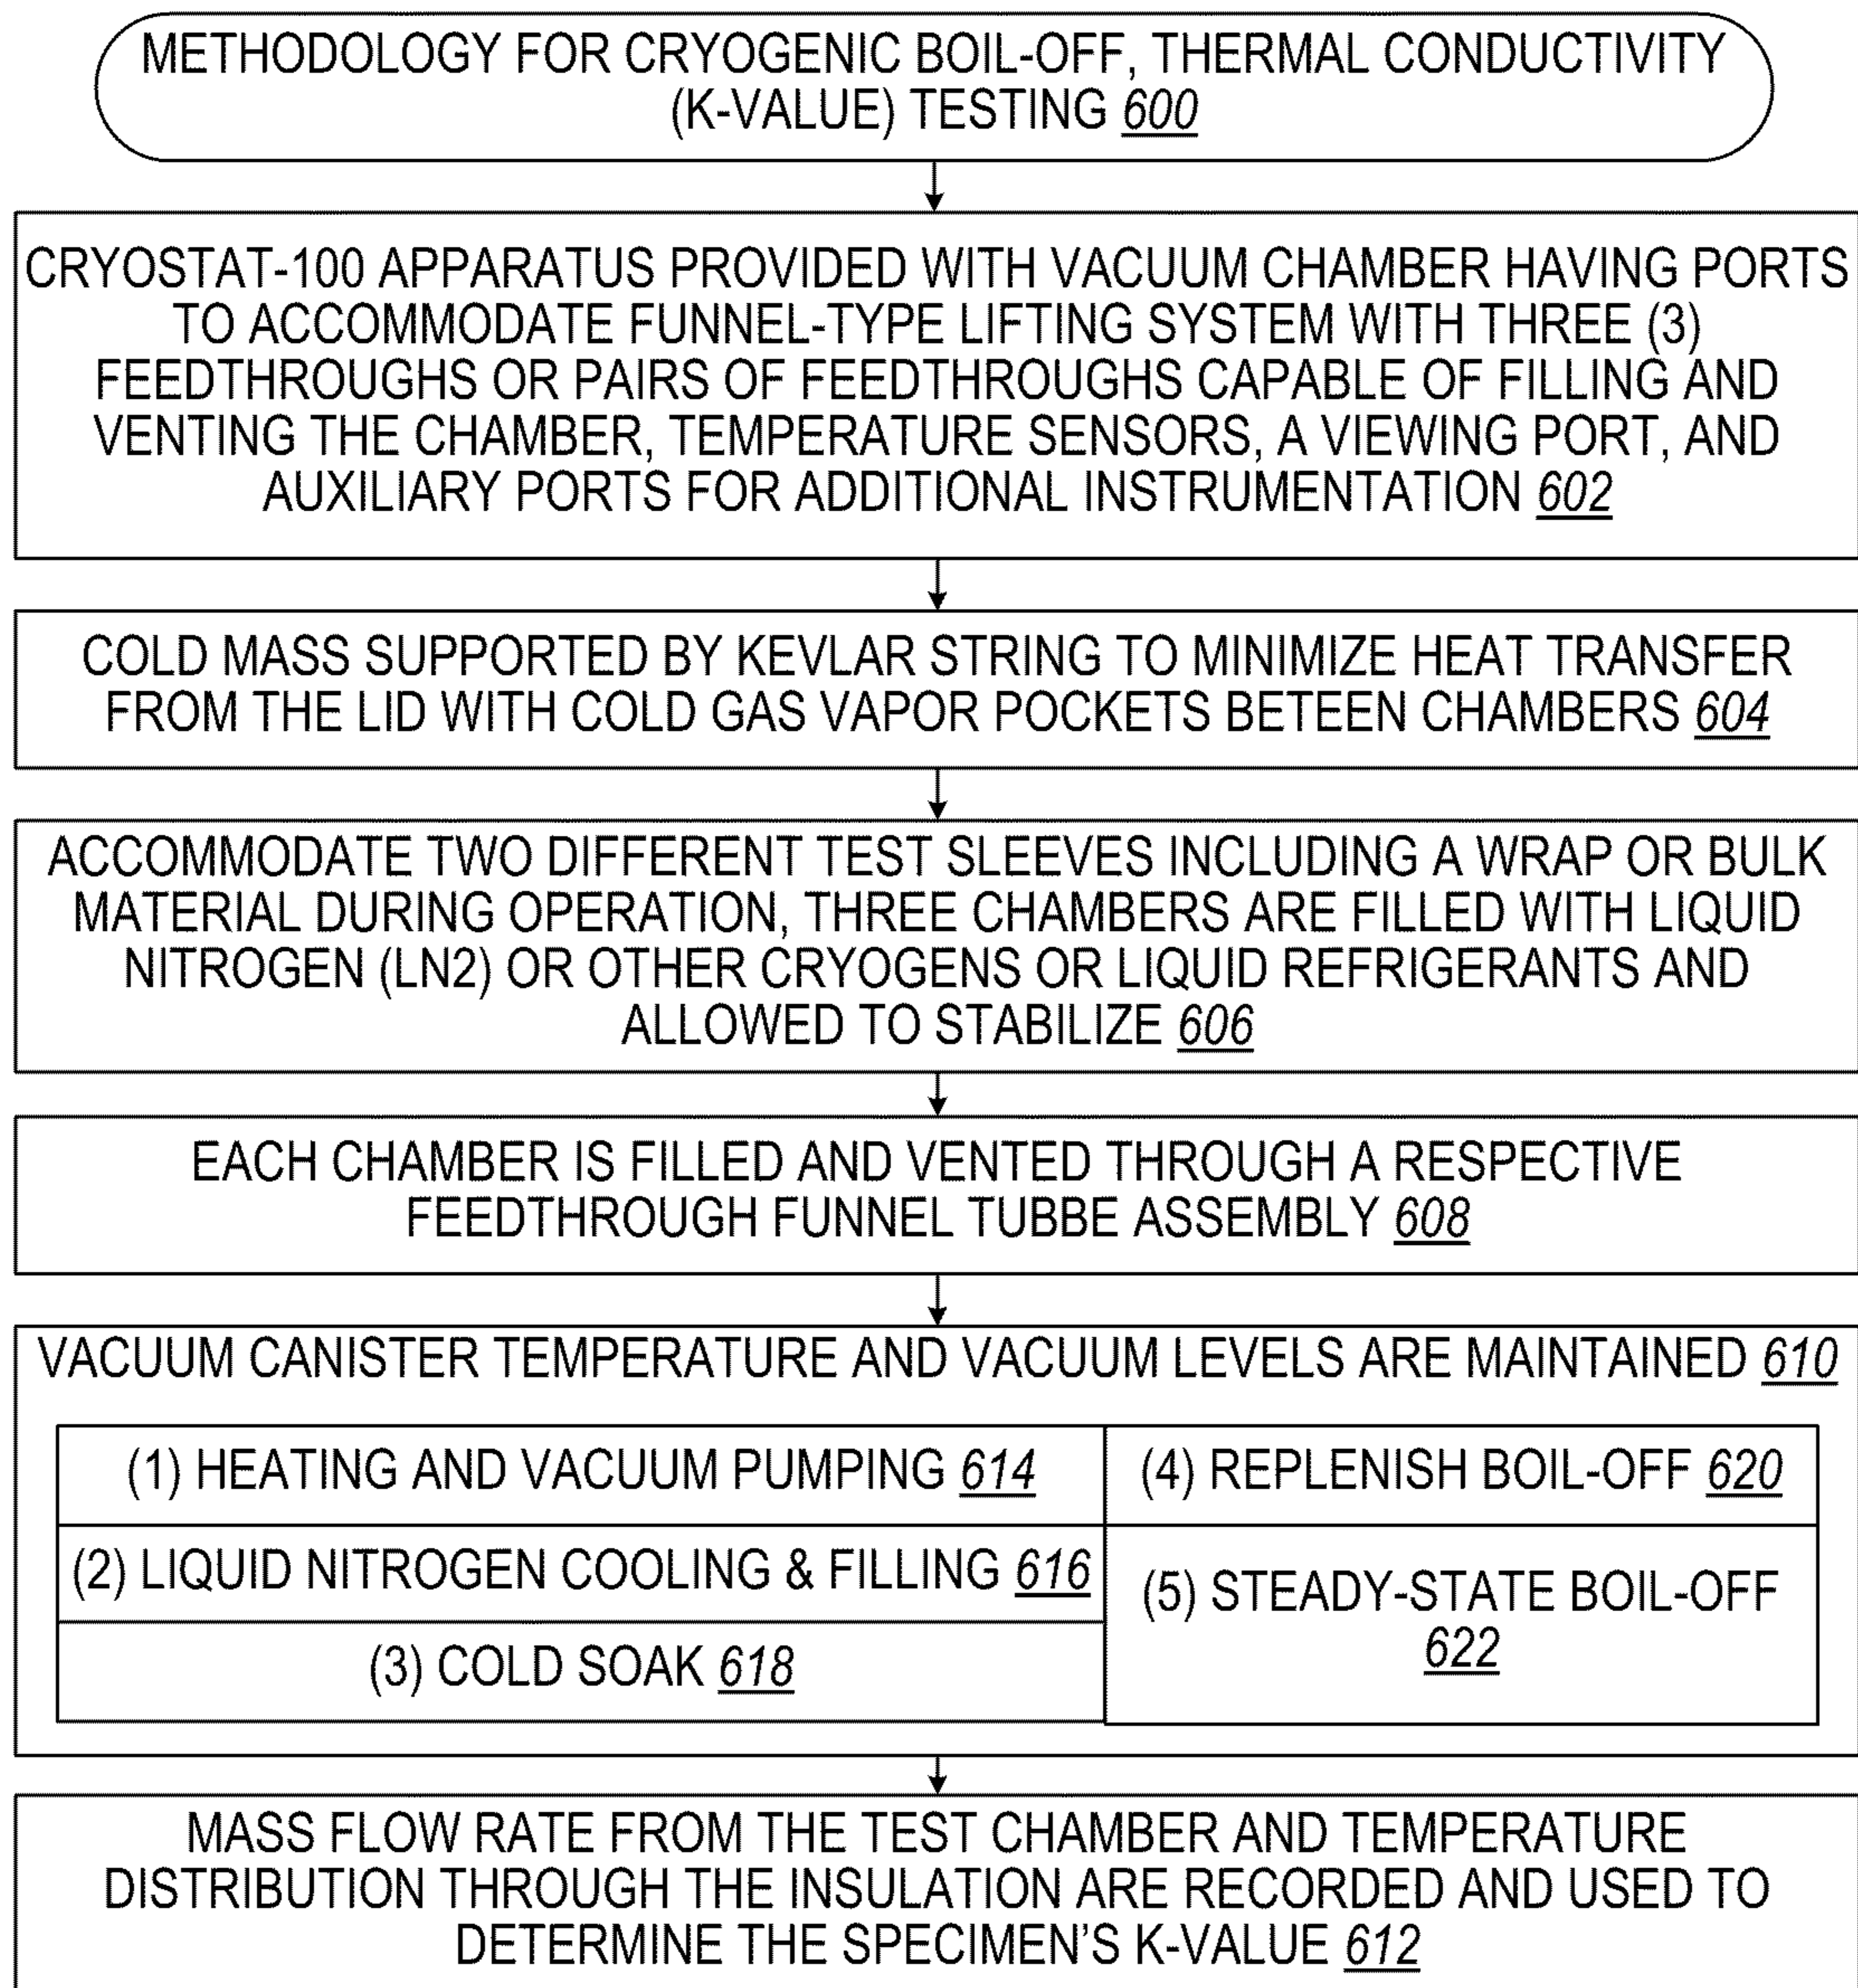 METHODOLOGY FOR CRYOGENIC BOIL-OFF, THERMAL CONDUCTIVITY
(K-VALUE) TESTING 600
CRYOSTAT-100 APPARATUS PROVIDED WITH VACUUM CHAMBER HAVING PORTS
TO ACCOMMODATE FUNNEL-TYPE LIFTING SYSTEM WITH THREE (3)
FEEDTHROUGHS OR PAIRS OF FEEDTHROUGHS CAPABLE OF FILLING AND
VENTING THE CHAMBER, TEMPERATURE SENSORS, A VIEWING PORT, AND
AUXILIARY PORTS FOR ADDITIONAL INSTRUMENTATION 602
COLD MASS SUPPORTED BY KEVLAR STRING TO MINIMIZE HEAT TRANSFER
FROM THE LID WITH COLD GAS VAPOR POCKETS BETEEN CHAMBERS 604
ACCOMMODATE TWO DIFFERENT TEST SLEEVES INCLUDING A WRAP OR BULK
MATERIAL DURING OPERATION, THREE CHAMBERS ARE FILLED WITH LIQUID
NITROGEN (LN2) OR OTHER CRYOGENS OR LIQUID REFRIGERANTS AND
ALLOWED TO STABILIZE 606
EACH CHAMBER IS FILLED AND VENTED THROUGH A RESPECTIVE
FEEDTHROUGH FUNNEL TUBBE ASSEMBLY 608
VACUUM CANISTER TEMPERATURE AND VACUUM LEVELS ARE MAINTAINED 610
(1) HEATING AND VACUUM PUMPING 614
(2) LIQUID NITROGEN COOLING & FILLING 616
(3) COLD SOAK 618
(4) REPLENISH BOIL-OFF 620
(5) STEADY-STATE BOIL-OFF
622
MASS FLOW RATE FROM THE TEST CHAMBER AND TEMPERATURE
DISTRIBUTION THROUGH THE INSULATION ARE RECORDED AND USED TO
DETERMINE THE SPECIMEN'S K-VALUE 612